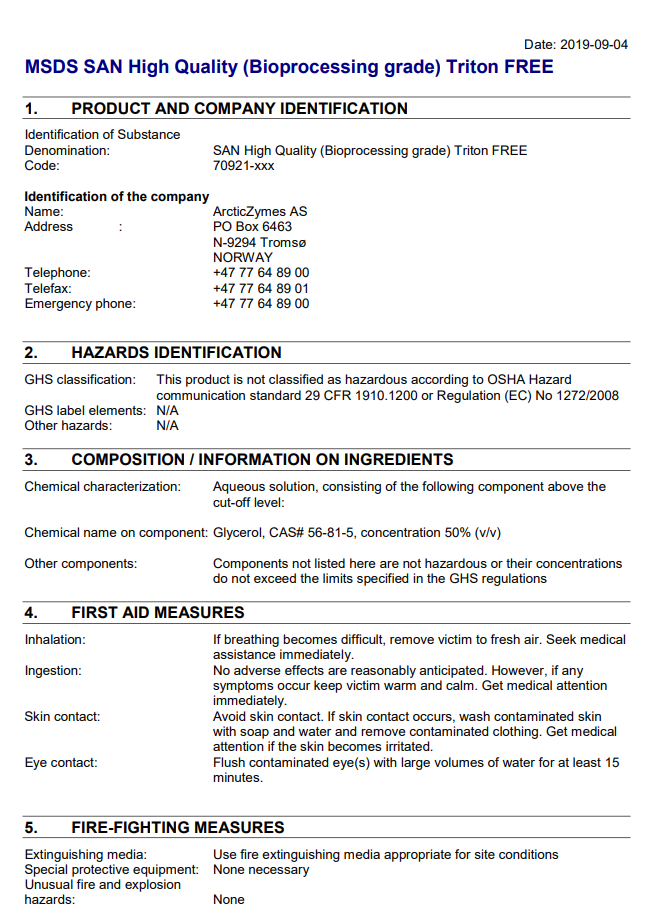 Date: 2019-09-04
MSDS SAN High Quality (Bioprocessing grade) Triton FREE
1. PRODUCT AND COMPANY IDENTIFICATION
Identification of Substance
Denomination: SAN High Quality (Bioprocessing grade) Triton FREE
Code: 70921-xxx
Identification of the company
Name: ArcticZymes AS
Address : PO Box 6463
N-9294 Tromsø
NORWAY
Telephone: +47 77 64 89 00
Telefax: +47 77 64 89 01
Emergency phone: +47 77 64 89 00
2. HAZARDS IDENTIFICATION
GHS classification: This product is not classified as hazardous according to OSHA Hazard
communication standard 29 CFR 1910.1200 or Regulation (EC) No 1272/2008
GHS label elements: N/A
Other hazards: N/A
3. COMPOSITION / INFORMATION ON INGREDIENTS
Chemical characterization: Aqueous solution, consisting of the following component above the
cut-off level:
Chemical name on component: Glycerol, CAS# 56-81-5, concentration 50% (v/v)
Other components: Components not listed here are not hazardous or their concentrations
do not exceed the limits specified in the GHS regulations
4. FIRST AID MEASURES
Inhalation: If breathing becomes difficult, remove victim to fresh air. Seek medical
assistance immediately.
Ingestion: No adverse effects are reasonably anticipated. However, if any
symptoms occur keep victim warm and calm. Get medical attention
immediately.
Skin contact: Avoid skin contact. If skin contact occurs, wash contaminated skin
with soap and water and remove contaminated clothing. Get medical
attention if the skin becomes irritated.
Eye contact: Flush contaminated eye(s) with large volumes of water for at least 15
minutes.
5. FIRE-FIGHTING MEASURES
Extinguishing media: Use fire extinguishing media appropriate for site conditions
Special protective equipment: None necessary
Unusual fire and explosion
hazards: None